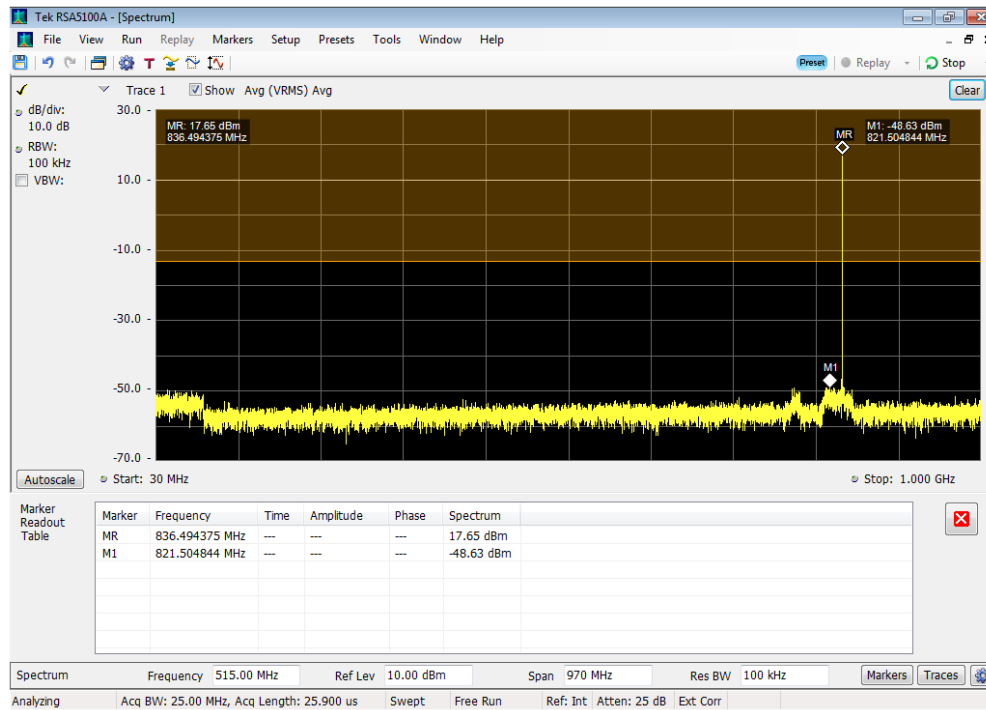 Tek RSA5100A - [Spectrum]
File View Run Replay Markers Setup Presets Tools Window Help
T Preset Replay Stop
Trace 1 Show Avg (VRMS) Avg Clear
dB/div:
10.0 dB
RBW:
100 kHz
VBW:
30.0
10.0
-10.0
-30.0
-50.0
-70.0
MR: 17.65 dBm
836.494375 MHz
MR
M1: -48.63 dBm
821.504844 MHz
M1
Autoscale Start: 30 MHz Stop: 1.000 GHz
Marker
Readout
Table
Marker Frequency Time Amplitude Phase Spectrum
MR 836.494375 MHz --- --- --- 17.65 dBm
M1 821.504844 MHz --- --- --- -48.63 dBm
Spectrum Frequency 515.00 MHz Ref Lev 10.00 dBm Span 970 MHz Res BW 100 kHz Markers Traces
Analyzing Acq BW: 25.00 MHz, Acq Length: 25.900 us Swept Free Run Ref: Int Atten: 25 dB Ext Corr